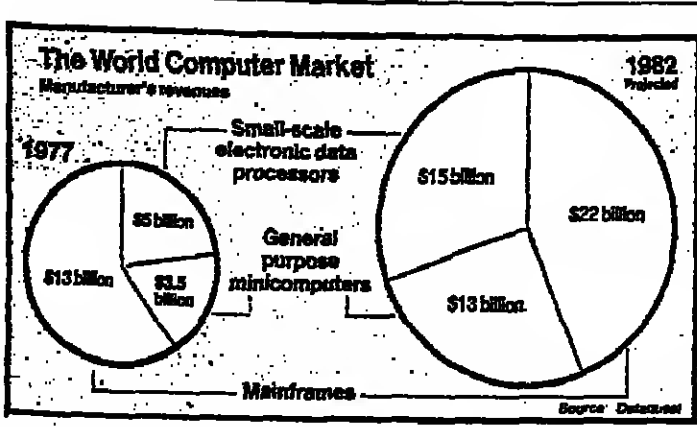 The World Computer Market
Manufacturer's revenues
1982
Projected
1977
Small-scale
electronic data
processors
General
purpose
minicomputers
Mainframes
$5 billion
$3.5
billion
$13 billion
$15 billion
$22 billion
$13 billion
Source: Dataquest